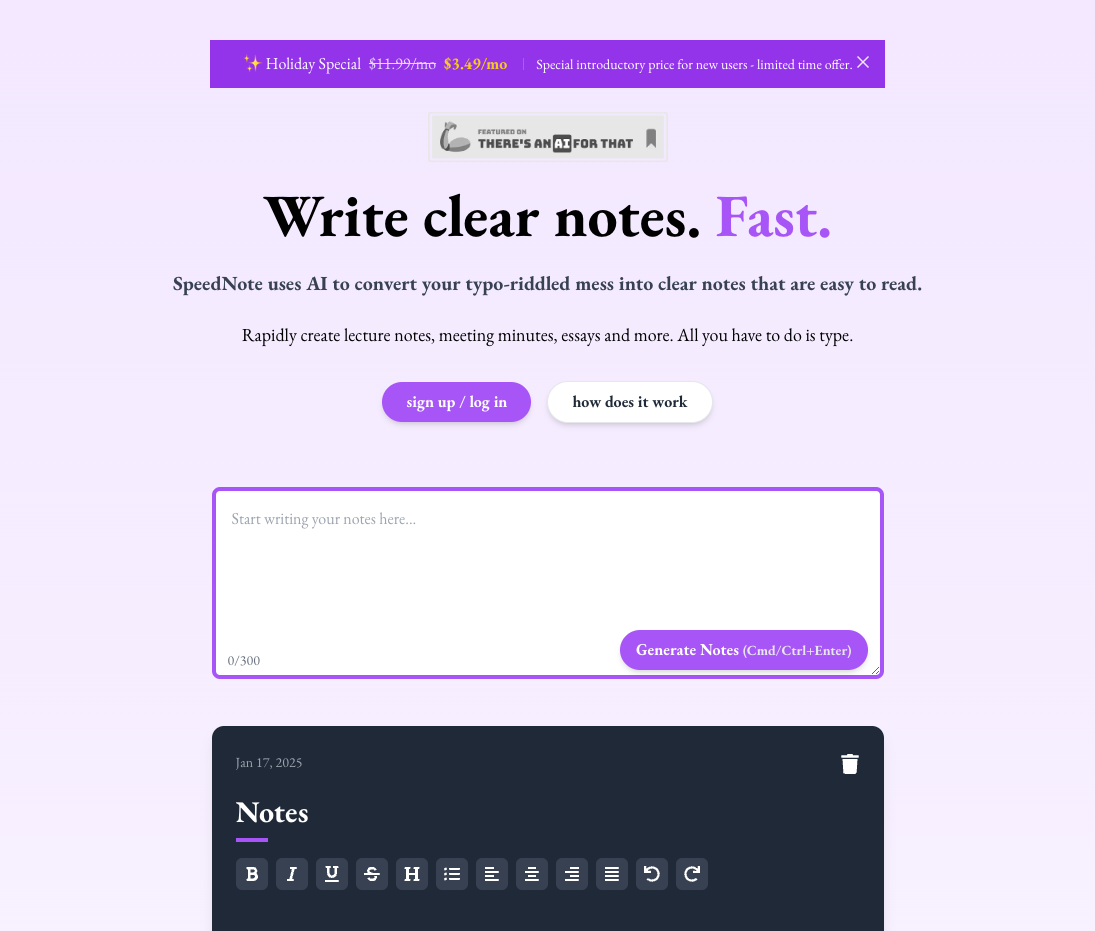 ✨ Holiday Special $11.99/mo $3.49/mo | Special introductory price for new users - limited time offer.
FEATURED ON
THERE'S AN AI FOR THAT
Write clear notes. Fast.
SpeedNote uses AI to convert your typo-riddled mess into clear notes that are easy to read.
Rapidly create lecture notes, meeting minutes, essays and more. All you have to do is type.
sign up / log in how does it work
Start writing your notes here...
0/300 Generate Notes (Cmd/Ctrl+Enter)
Jan 17, 2025
Notes
B I U S H